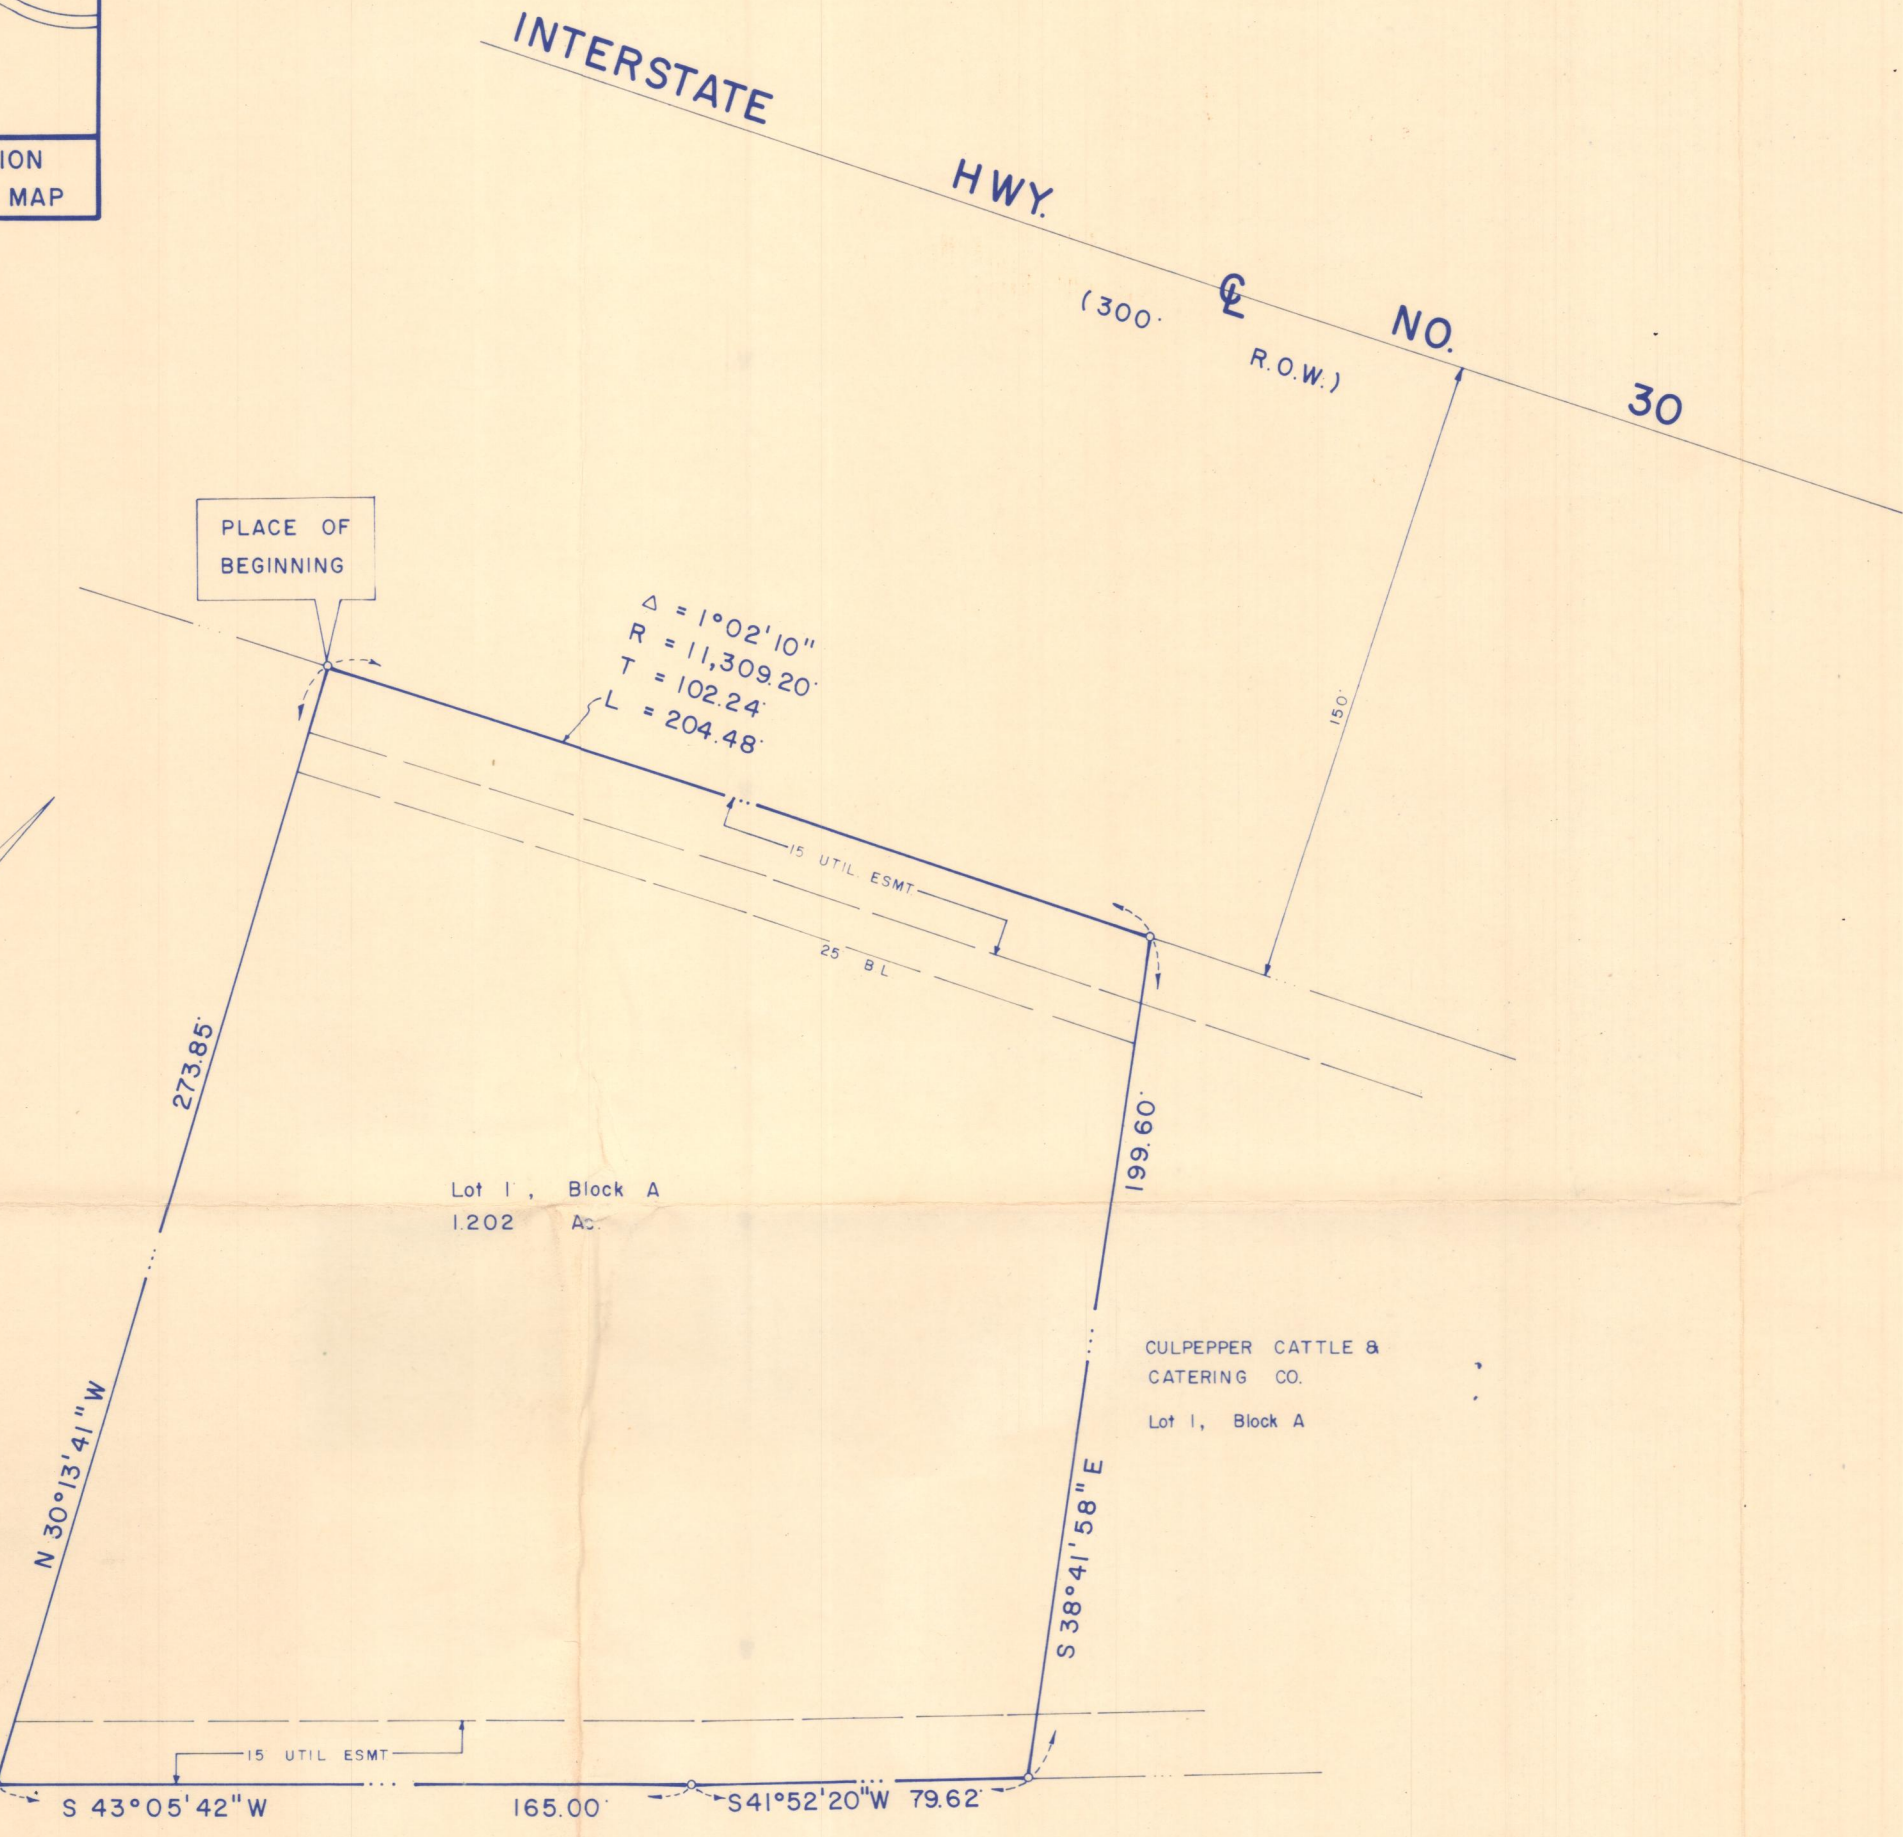 ION
MAP
INTERSTATE HWY. ℄ NO. 30
(300' R.O.W.)
PLACE OF
BEGINNING
Δ = 1°02'10"
R = 11,309.20'
T = 102.24'
L = 204.48'
150'
15 UTIL. ESMT.
25 BL
273.85'
199.60'
Lot 1, Block A
1.202 Ac.
CULPEPPER CATTLE &
CATERING CO.
Lot 1, Block A
N 30°13'41" W
S 38°41'58" E
15 UTIL ESMT
S 43°05'42" W 165.00'
S41°52'20"W 79.62'